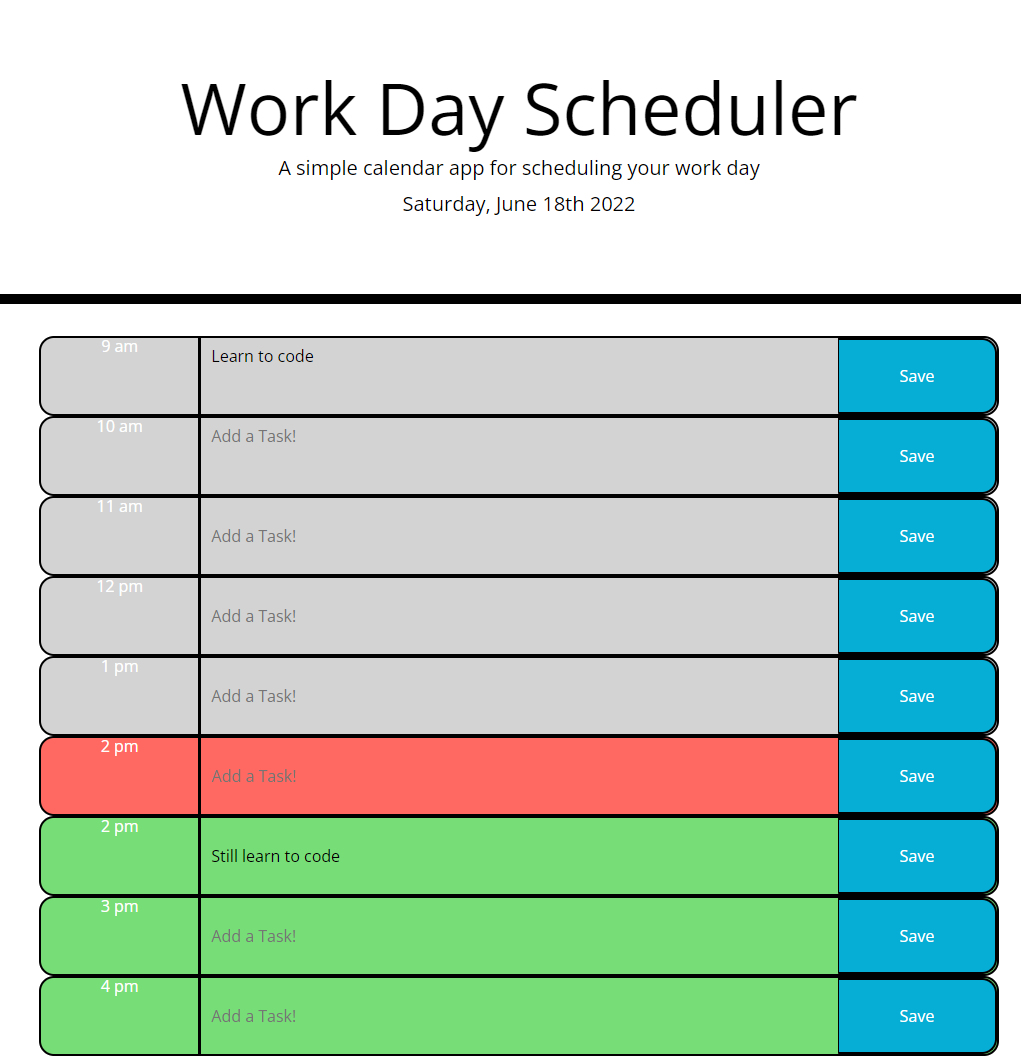 Work Day Scheduler
A simple calendar app for scheduling your work day
Saturday, June 18th 2022
9 am Learn to code Save
10 am Add a Task! Save
11 am Add a Task! Save
12 pm Add a Task! Save
1 pm Add a Task! Save
2 pm Add a Task! Save
2 pm Still learn to code Save
3 pm Add a Task! Save
4 pm Add a Task! Save